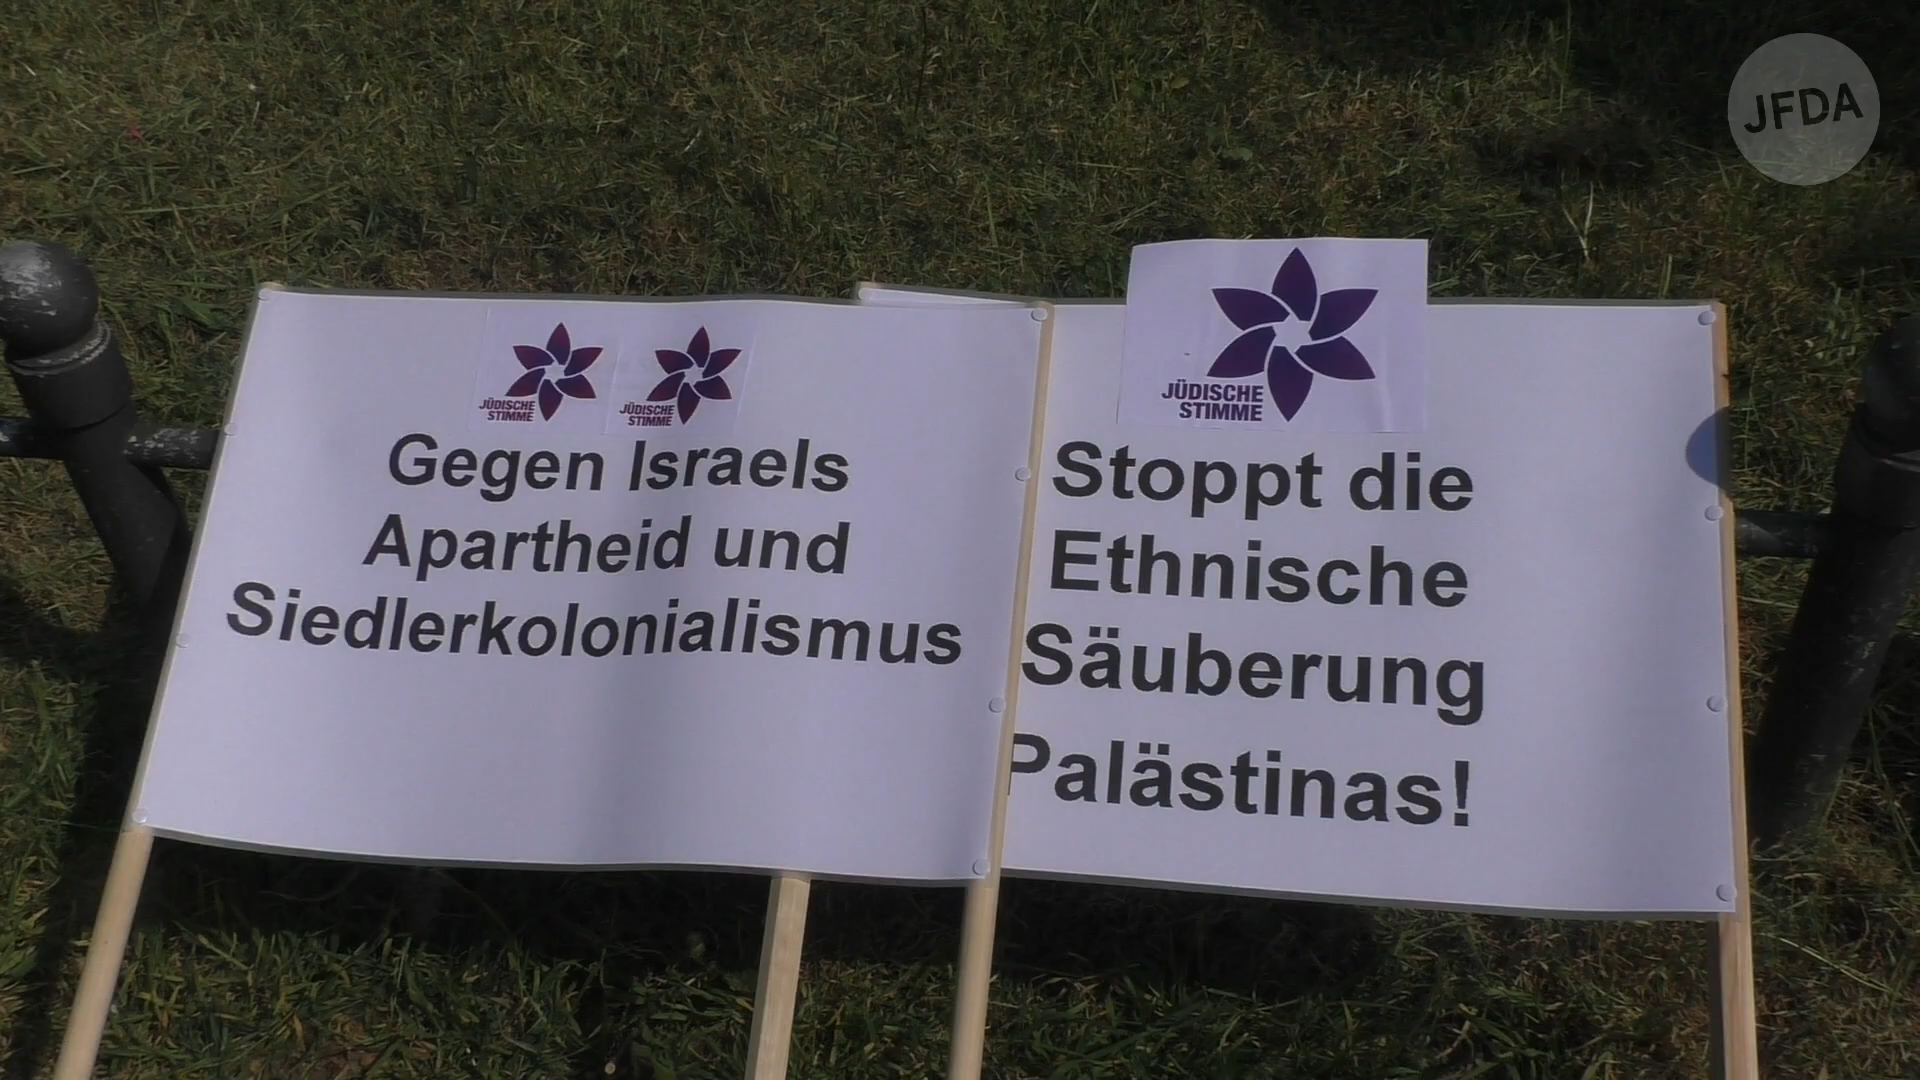 JFDA
JÜDISCHE
STIMME
JÜDISCHE
STIMME
Gegen Israels
Apartheid und
Siedlerkolonialismus
JÜDISCHE
STIMME
Stoppt die
Ethnische
Säuberung
Palästinas!